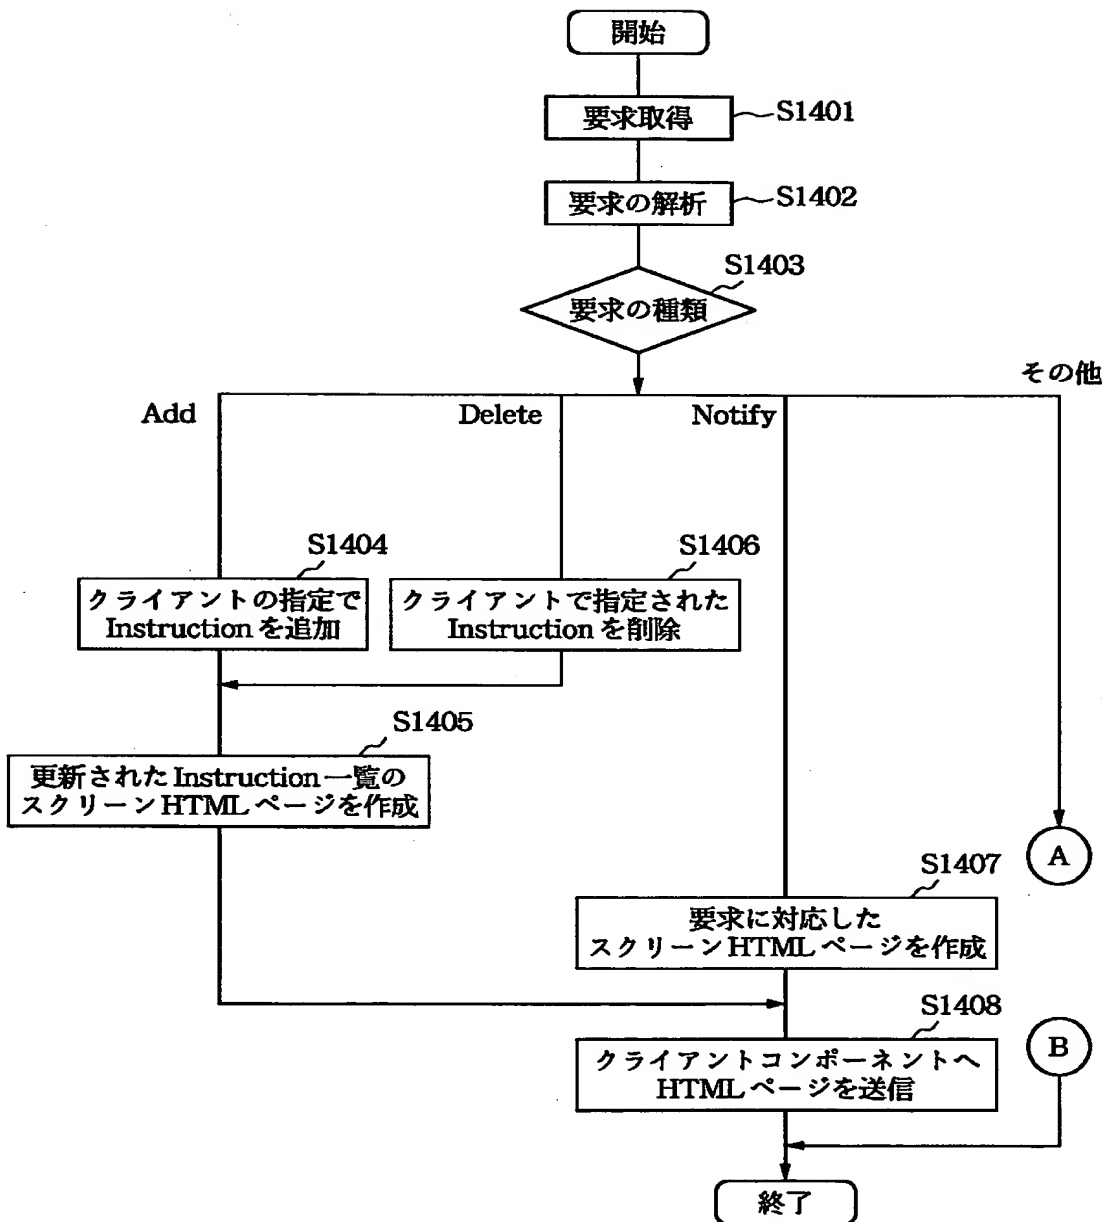 開始
要求取得
S1401
要求の解析
S1402
S1403
要求の種類
その他
Add
Delete
Notify
S1404
クライアントの指定で
Instructionを追加
S1406
クライアントで指定された
Instructionを削除
S1405
更新されたInstruction一覧の
スクリーンHTMLページを作成
A
S1407
要求に対応した
スクリーンHTMLページを作成
S1408
クライアントコンポーネントへ
HTMLページを送信
B
終了